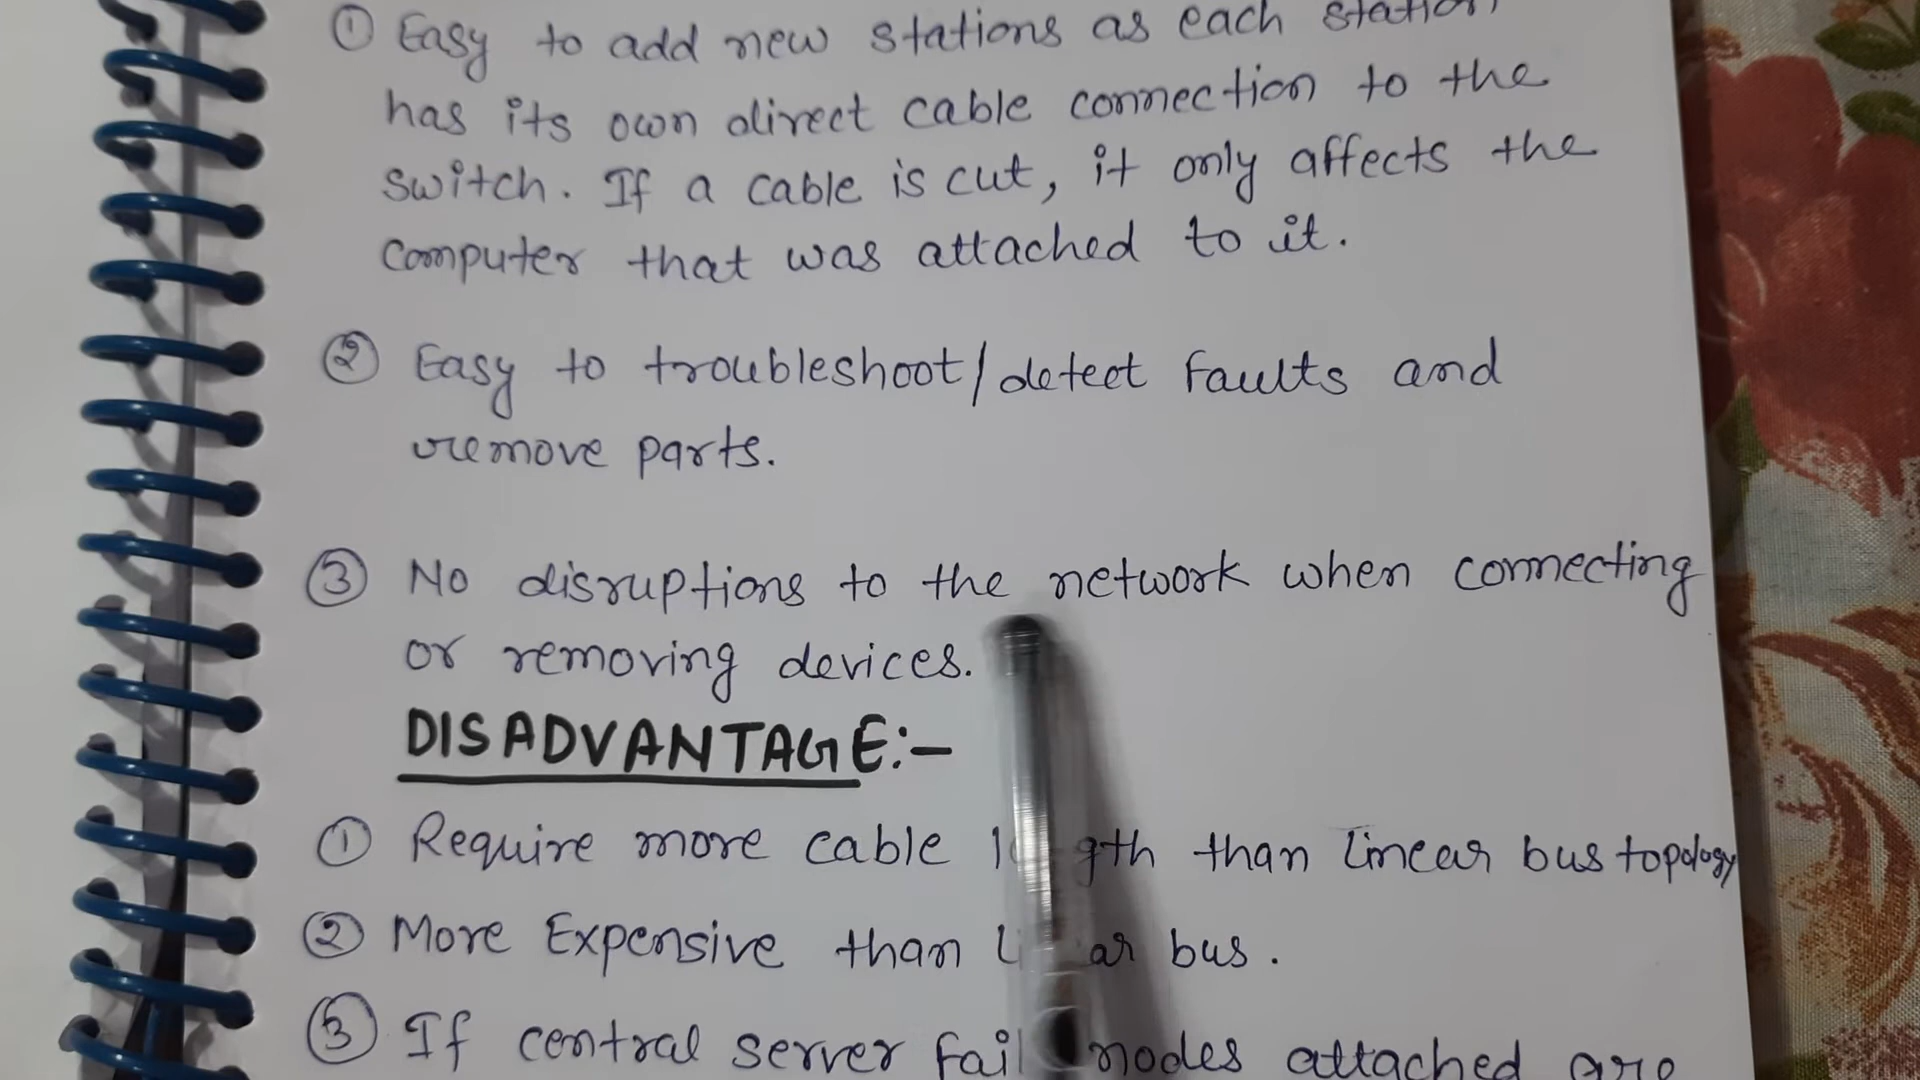 ① Easy to add new stations as each station
has its own direct cable connection to the
switch. If a cable is cut, it only affects the
computer that was attached to it.
② Easy to troubleshoot/detect faults and
remove parts.
③ No disruptions to the network when connecting
or removing devices.
DISADVANTAGE:-
① Require more cable than linear bus topology
② More Expensive than bus.
③ If central server nodes attached are